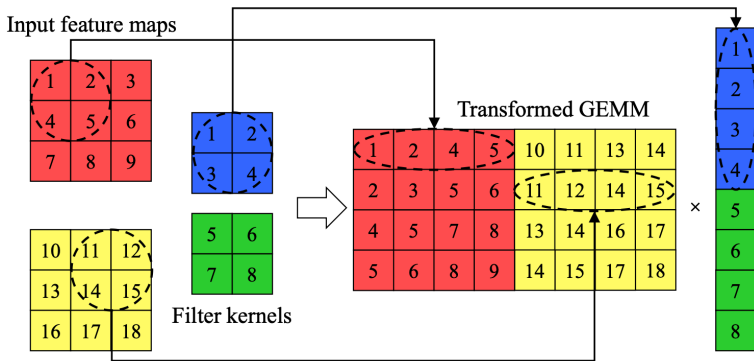 Input feature maps
1 2 3
4 5 6
7 8 9
10 11 12
13 14 15
16 17 18
1 2
3 4
5 6
7 8
Filter kernels
Transformed GEMM
1 2 4 5 10 11 13 14
2 3 5 6 11 12 14 15
4 5 7 8 13 14 16 17
5 6 8 9 14 15 17 18
×
1
2
3
4
5
6
7
8